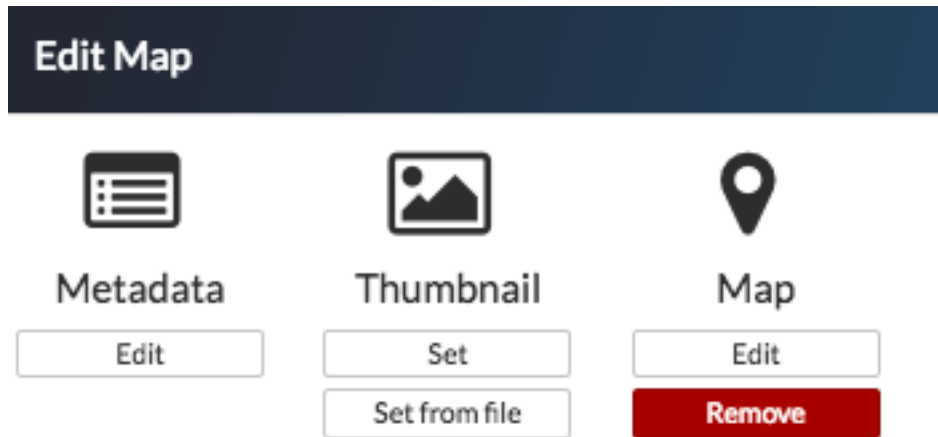 Edit Map
Metadata
Edit
Thumbnail
Set
Set from file
Map
Edit
Remove